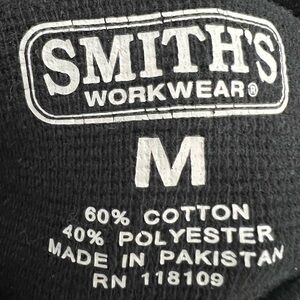 SMITH'S
WORKWEAR®
M
60% COTTON
40% POLYESTER
MADE IN PAKISTAN
RN 118109